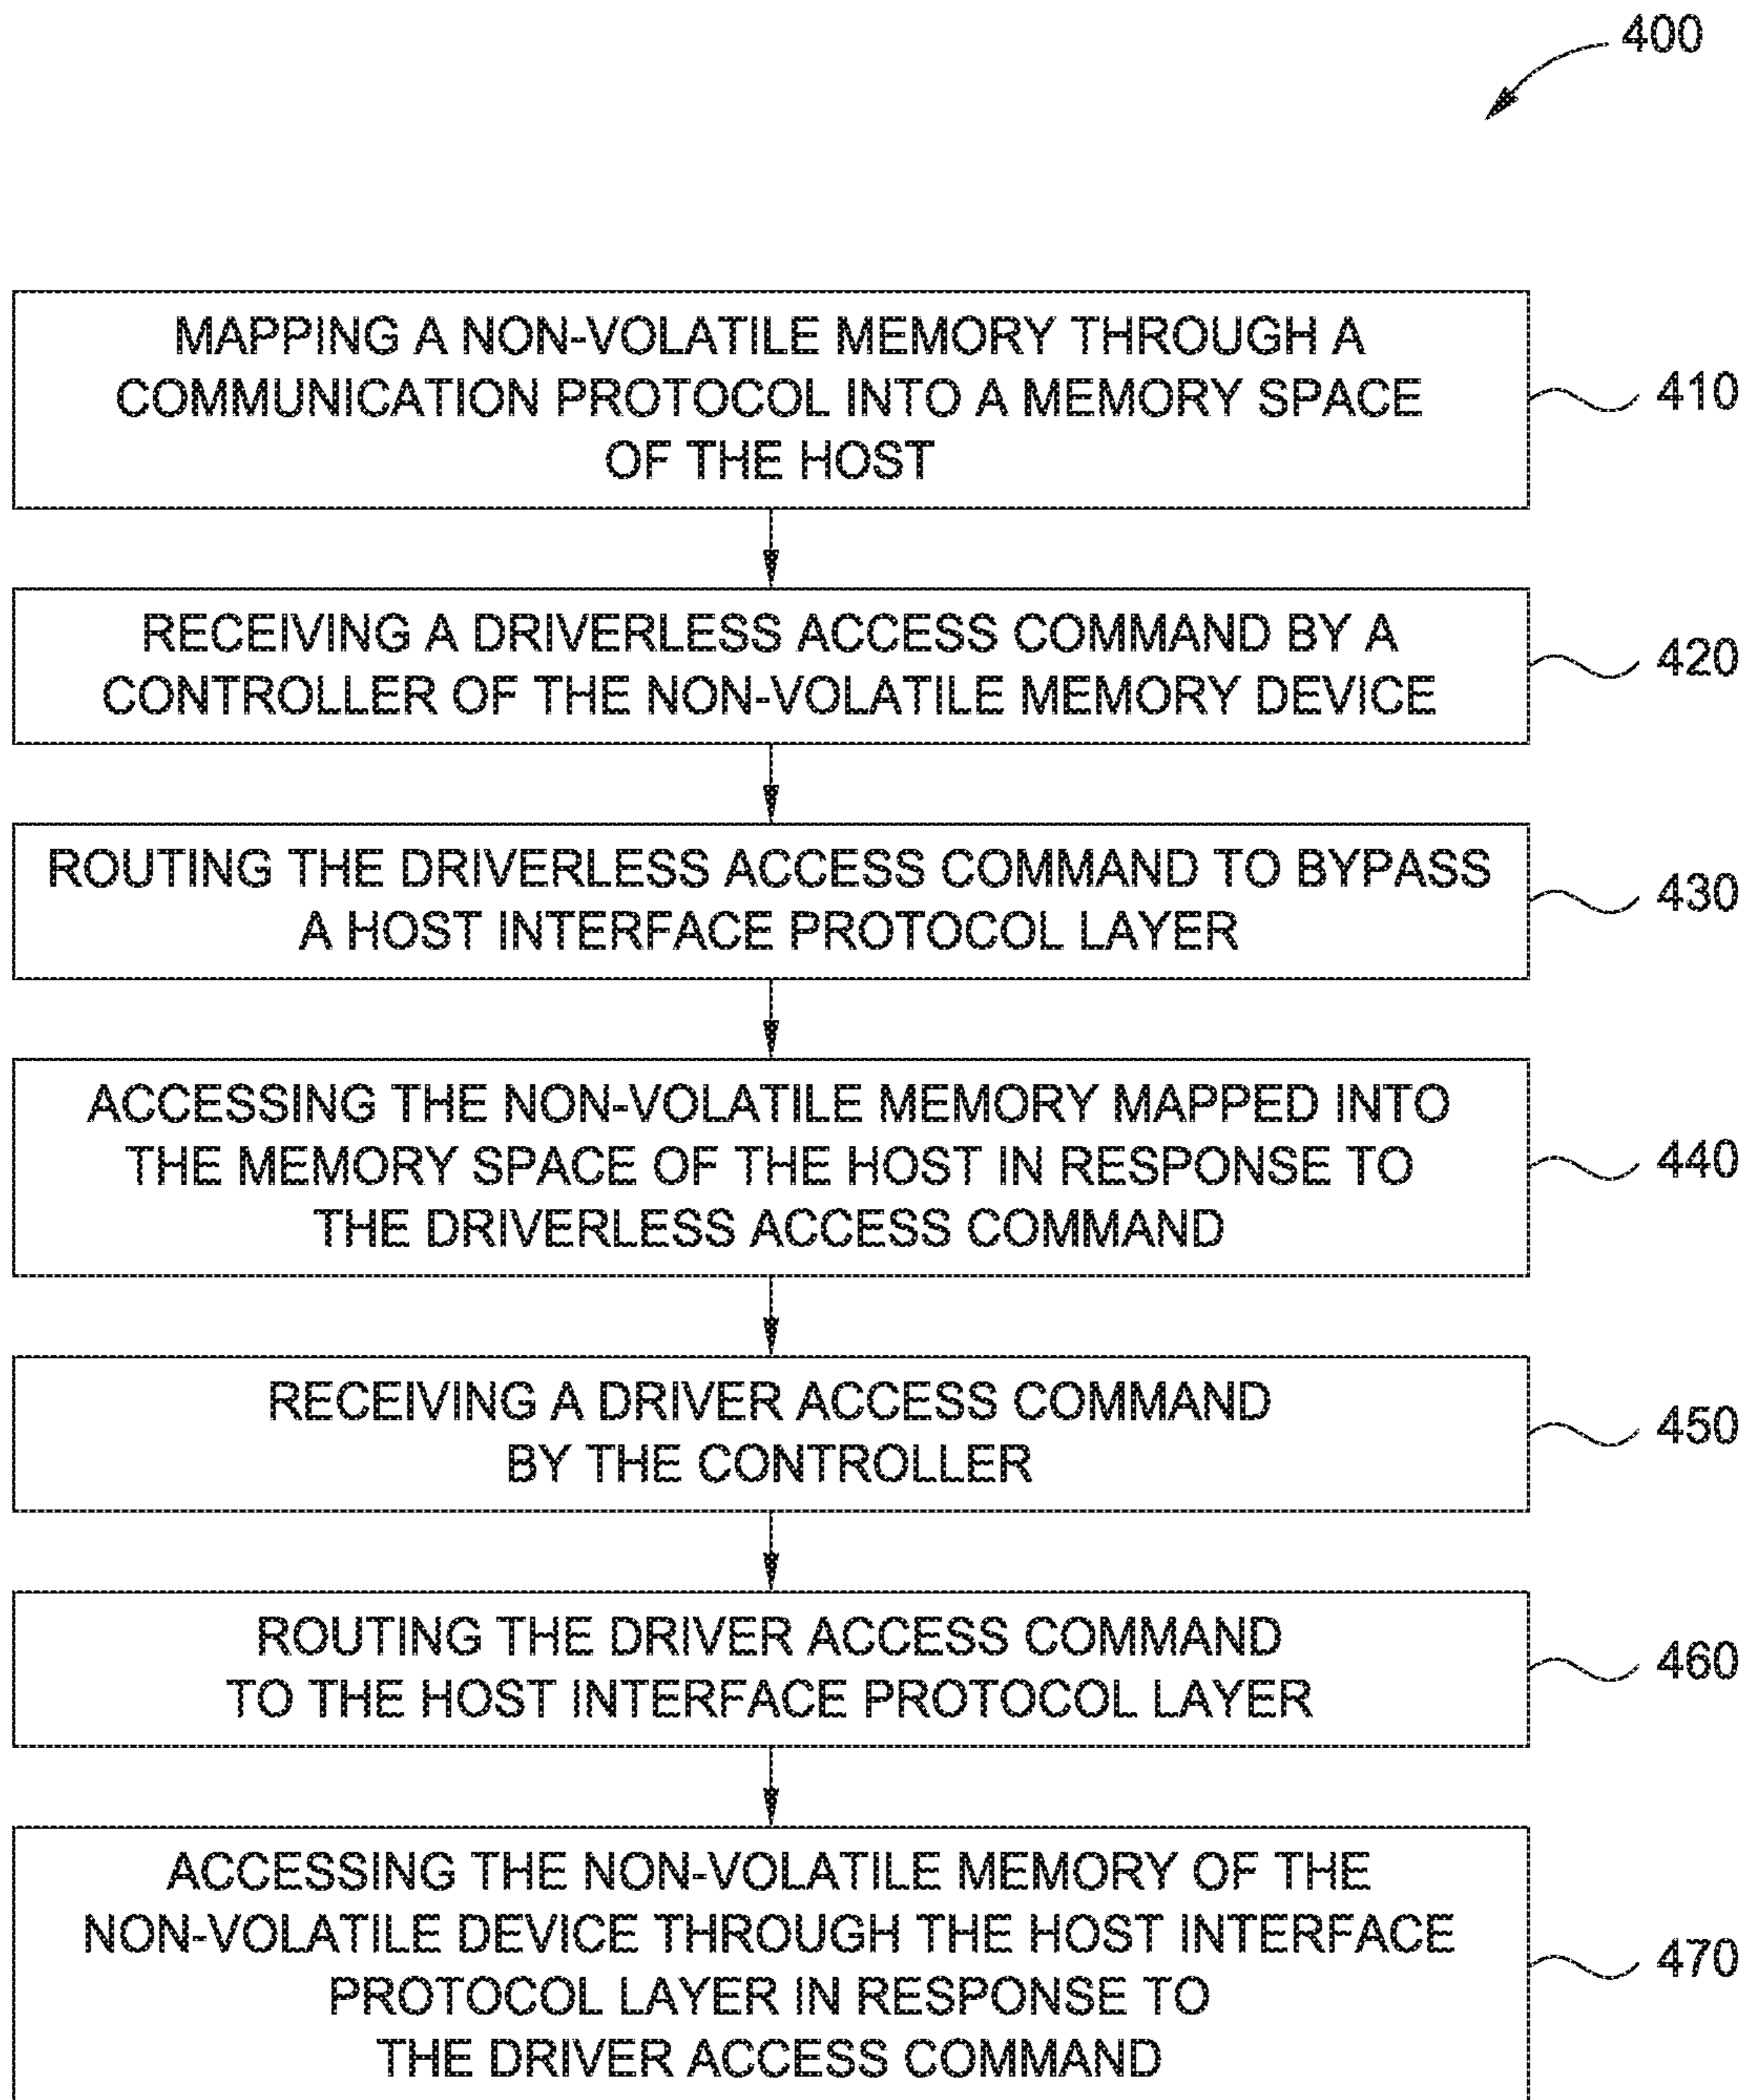 400
MAPPING A NON-VOLATILE MEMORY THROUGH A
COMMUNICATION PROTOCOL INTO A MEMORY SPACE
OF THE HOST
410
RECEIVING A DRIVERLESS ACCESS COMMAND BY A
CONTROLLER OF THE NON-VOLATILE MEMORY DEVICE
420
ROUTING THE DRIVERLESS ACCESS COMMAND TO BYPASS
A HOST INTERFACE PROTOCOL LAYER
430
ACCESSING THE NON-VOLATILE MEMORY MAPPED INTO
THE MEMORY SPACE OF THE HOST IN RESPONSE TO
THE DRIVERLESS ACCESS COMMAND
440
RECEIVING A DRIVER ACCESS COMMAND
BY THE CONTROLLER
450
ROUTING THE DRIVER ACCESS COMMAND
TO THE HOST INTERFACE PROTOCOL LAYER
460
ACCESSING THE NON-VOLATILE MEMORY OF THE
NON-VOLATILE DEVICE THROUGH THE HOST INTERFACE
PROTOCOL LAYER IN RESPONSE TO
THE DRIVER ACCESS COMMAND
470